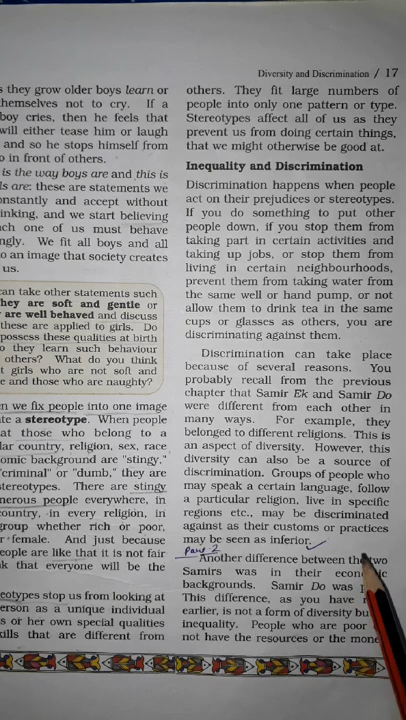 Diversity and Discrimination / 17
they grow older boys learn or
themselves not to cry. If a
boy cries, then he feels that
will either tease him or laugh
and so he stops himself from
in front of others.
is the way boys are and this is
are: these are statements we
constantly and accept without
and we start believing
one of us must behave
We fit all boys and all
to an image that society creates
us.
can take other statements such
They are soft and gentle or
are well behaved and discuss
these are applied to girls. Do
possess these qualities at birth
they learn such behaviour
others? What do you think
girls who are not soft and
and those who are naughty?
we fix people into one image
a stereotype. When people
that those who belong to a
country, religion, sex, race
background are "stingy,"
"criminal" or "dumb," they are
stereotypes. There are stingy
generous people everywhere, in
country, in every religion, in
group whether rich or poor,
or female. And just because
people are like that it is not fair
that everyone will be the
stop us from looking at
person as a unique individual
or her own special qualities
skills that are different from
others. They fit large numbers of
people into only one pattern or type.
Stereotypes affect all of us as they
prevent us from doing certain things,
that we might otherwise be good at.
Inequality and Discrimination
Discrimination happens when people
act on their prejudices or stereotypes.
If you do something to put other
people down, if you stop them from
taking part in certain activities and
taking up jobs, or stop them from
living in certain neighbourhoods,
prevent them from taking water from
the same well or hand pump, or not
allow them to drink tea in the same
cups or glasses as others, you are
discriminating against them.
Discrimination can take place
because of several reasons. You
probably recall from the previous
chapter that Samir Ek and Samir Do
were different from each other in
many ways. For example, they
belonged to different religions. This is
an aspect of diversity. However, this
diversity can also be a source of
discrimination. Groups of people who
may speak a certain language, follow
a particular religion, live in specific
regions etc., may be discriminated
against as their customs or practices
may be seen as inferior.
Para 2
Another difference between the two
Samirs was in their economic
backgrounds. Samir Do was
This difference, as you have
earlier, is not a form of diversity but
inequality. People who are poor
not have the resources or the